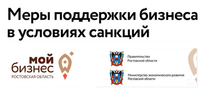 Меры поддержки бизнеса
в условиях санкций
мой
бизнес
РОСТОВСКАЯ ОБЛАСТЬ
Правительство
Ростовской области
Министерство экономического развития
Ростовской области